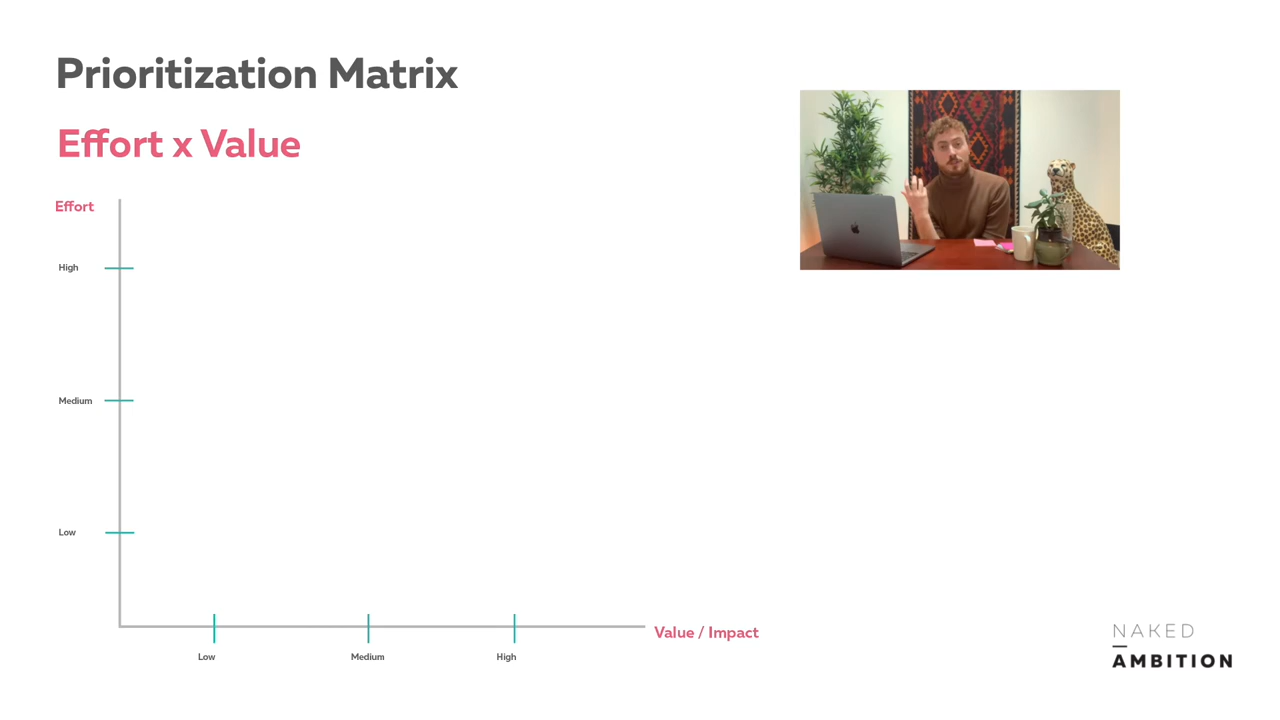 Prioritization Matrix
Effort x Value
Effort
High
Medium
Low
Low
Medium
High
Value / Impact
NAKED
AMBITION